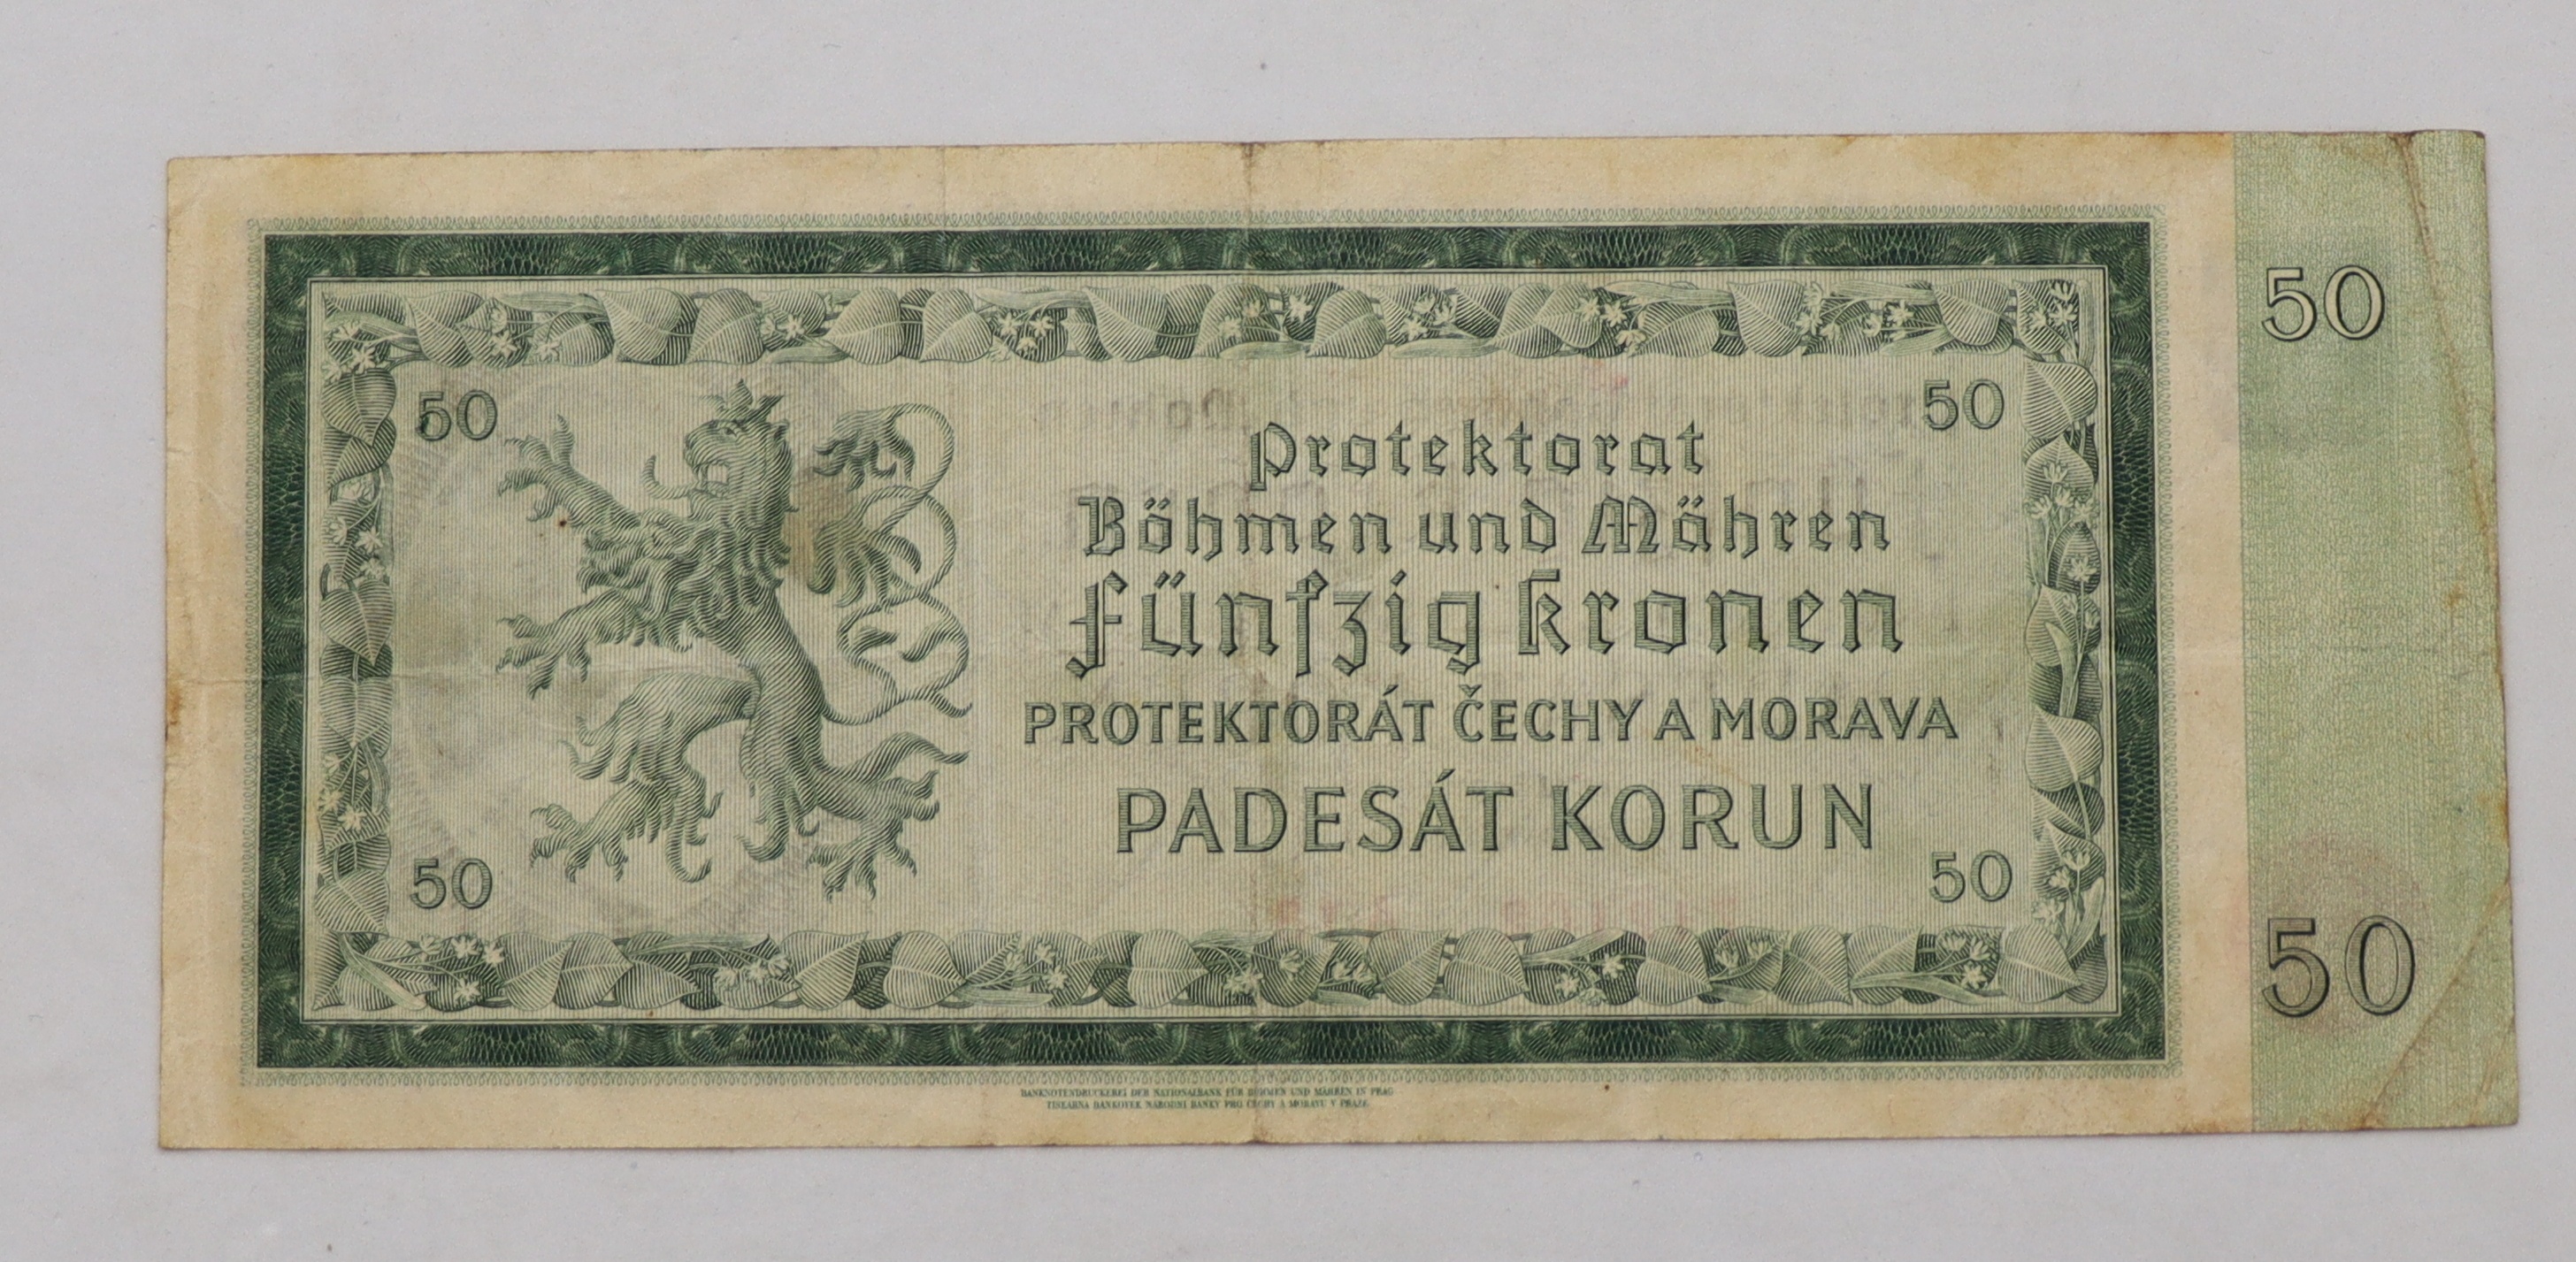 50 50
Protektorat
Böhmen und Mähren
Fünfzig Kronen
PROTEKTORÁT ČECHY A MORAVA
PADESÁT KORUN
50 50
BANKNOTENDRUCKEREI DER NATIONALBANK FÜR BÖHMEN UND MÄHREN IN PRAG
TISKÁRNA BANKOVEK NÁRODNÍ BANKY PRO ČECHY A MORAVU V PRAZE
50
50